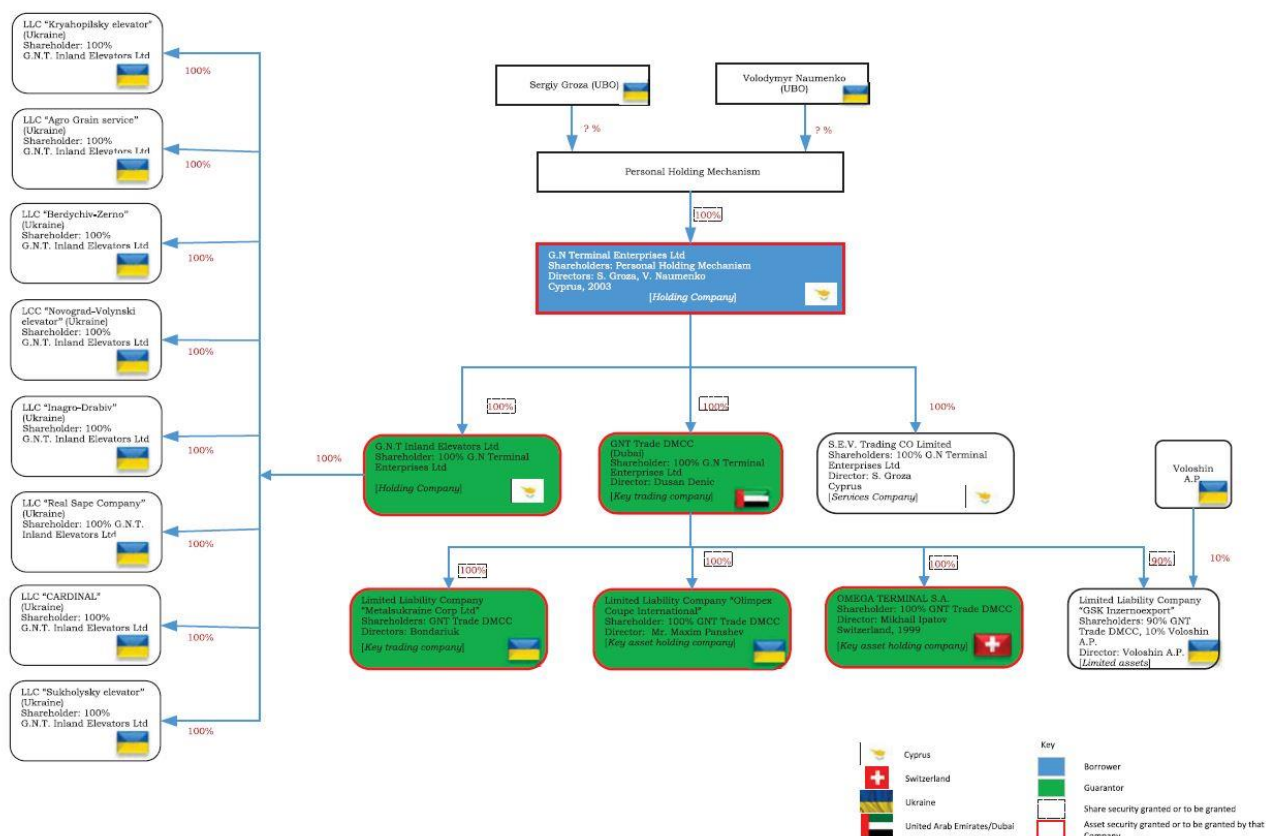 LLC "Kryahopilsky elevator"
(Ukraine)
Shareholder: 100%
G.N.T. Inland Elevators Ltd
100%
LLC "Agro Grain service"
(Ukraine)
Shareholder: 100%
G.N.T. Inland Elevators Ltd
100%
LLC "Berdychiv-Zerno"
(Ukraine)
Shareholder: 100%
G.N.T. Inland Elevators Ltd
100%
LCC "Novograd-Volynski
elevator" (Ukraine)
Shareholder: 100%
G.N.T. Inland Elevators Ltd
100%
LLC "Inagro-Drabiv"
(Ukraine)
Shareholder: 100%
G.N.T. Inland Elevators Ltd
100%
LLC "Real Sape Company"
(Ukraine)
Shareholder: 100% G.N.T.
Inland Elevators Ltd
100%
LLC "CARDINAL"
(Ukraine)
Shareholder: 100%
G.N.T. Inland Elevators Ltd
100%
LLC "Sukholysky elevator"
(Ukraine)
Shareholder: 100%
G.N.T. Inland Elevators Ltd
100%
Sergiy Groza (UBO)
Volodymyr Naumenko
(UBO)
? %
? %
Personal Holding Mechanism
100%
G.N Terminal Enterprises Ltd
Shareholders: Personal Holding Mechanism
Directors: S. Groza, V. Naumenko
Cyprus, 2003
[Holding Company]
100%
100%
100%
100%
G.N.T Inland Elevators Ltd
Shareholder: 100% G.N Terminal
Enterprises Ltd
[Holding Company]
GNT Trade DMCC
(Dubai)
Shareholder: 100% G.N Terminal
Enterprises Ltd
Director: Dusan Denic
[Key trading company]
S.E.V. Trading CO Limited
Shareholders: 100% G.N Terminal
Enterprises Ltd
Director: S. Groza
Cyprus
[Services Company]
Voloshin
A.P.
100%
100%
100%
90%
10%
Limited Liability Company
"Metalsukraine Corp Ltd"
Shareholders: GNT Trade DMCC
Directors: Bondariuk
[Key trading company]
Limited Liability Company "Olimpex
Coupe International"
Shareholder: 100% GNT Trade DMCC
Director: Mr. Maxim Panshev
[Key asset holding company]
OMEGA TERMINAL S.A.
Shareholder: 100% GNT Trade DMCC
Director: Mikhail Ipatov
Switzerland, 1999
[Key asset holding company]
Limited Liability Company
"GSK Inzernoexport"
Shareholders: 90% GNT
Trade DMCC, 10% Voloshin
A.P.
Director: Voloshin A.P.
[Limited assets]
Cyprus
Switzerland
Ukraine
United Arab Emirates/Dubai
Key
Borrower
Guarantor
Share security granted or to be granted
Asset security granted or to be granted by that
Company